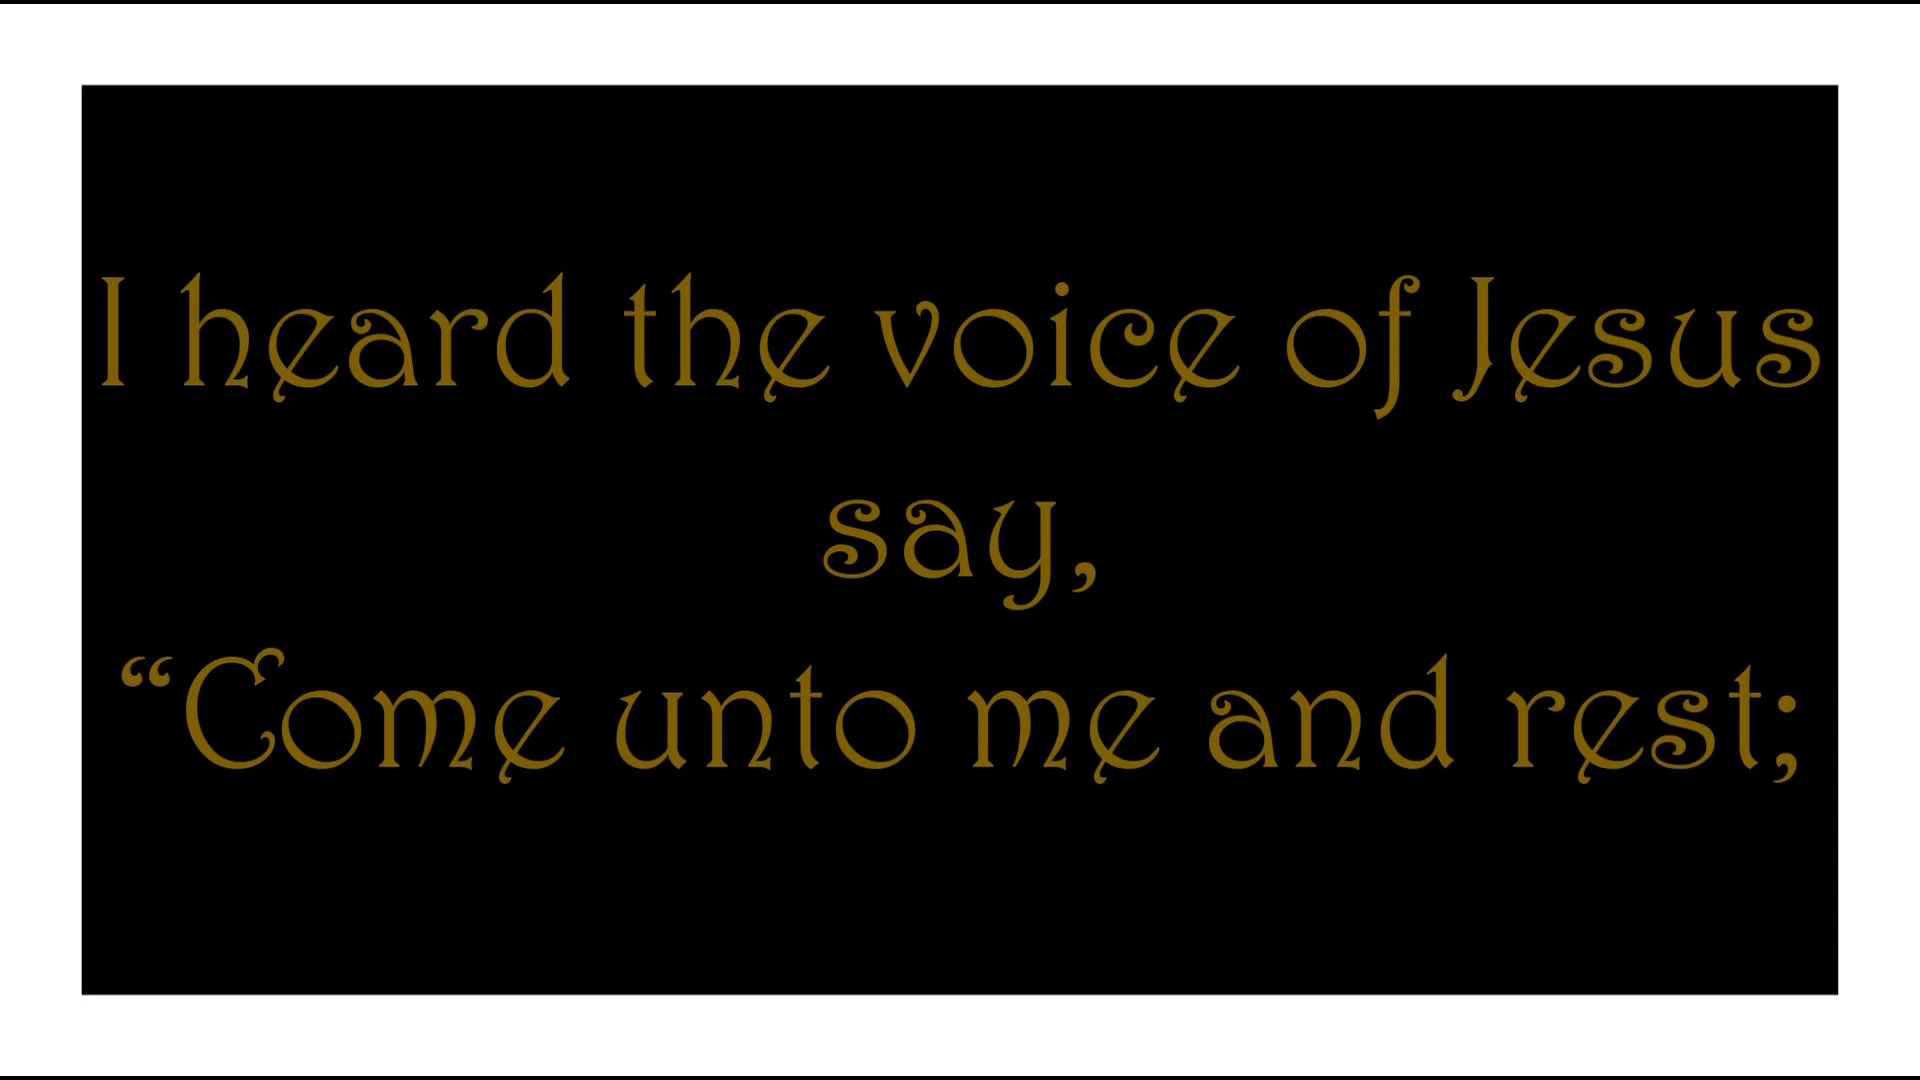 I heard the voice of Jesus
say,
“Come unto me and rest;